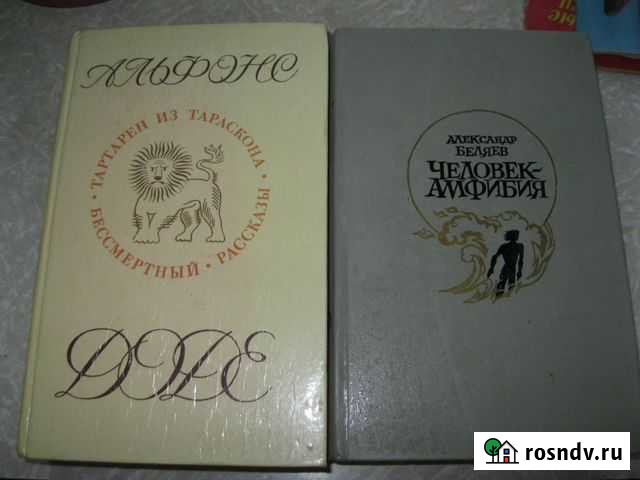 АЛЬФОНС
ТАРТАРЕН ИЗ ТАРАСКОНА · БЕССМЕРТНЫЙ · РАССКАЗЫ ·
ДОДЕ
АЛЕКСАНДР
БЕЛЯЕВ
ЧЕЛОВЕК-
АМФИБИЯ
rosndv.ru